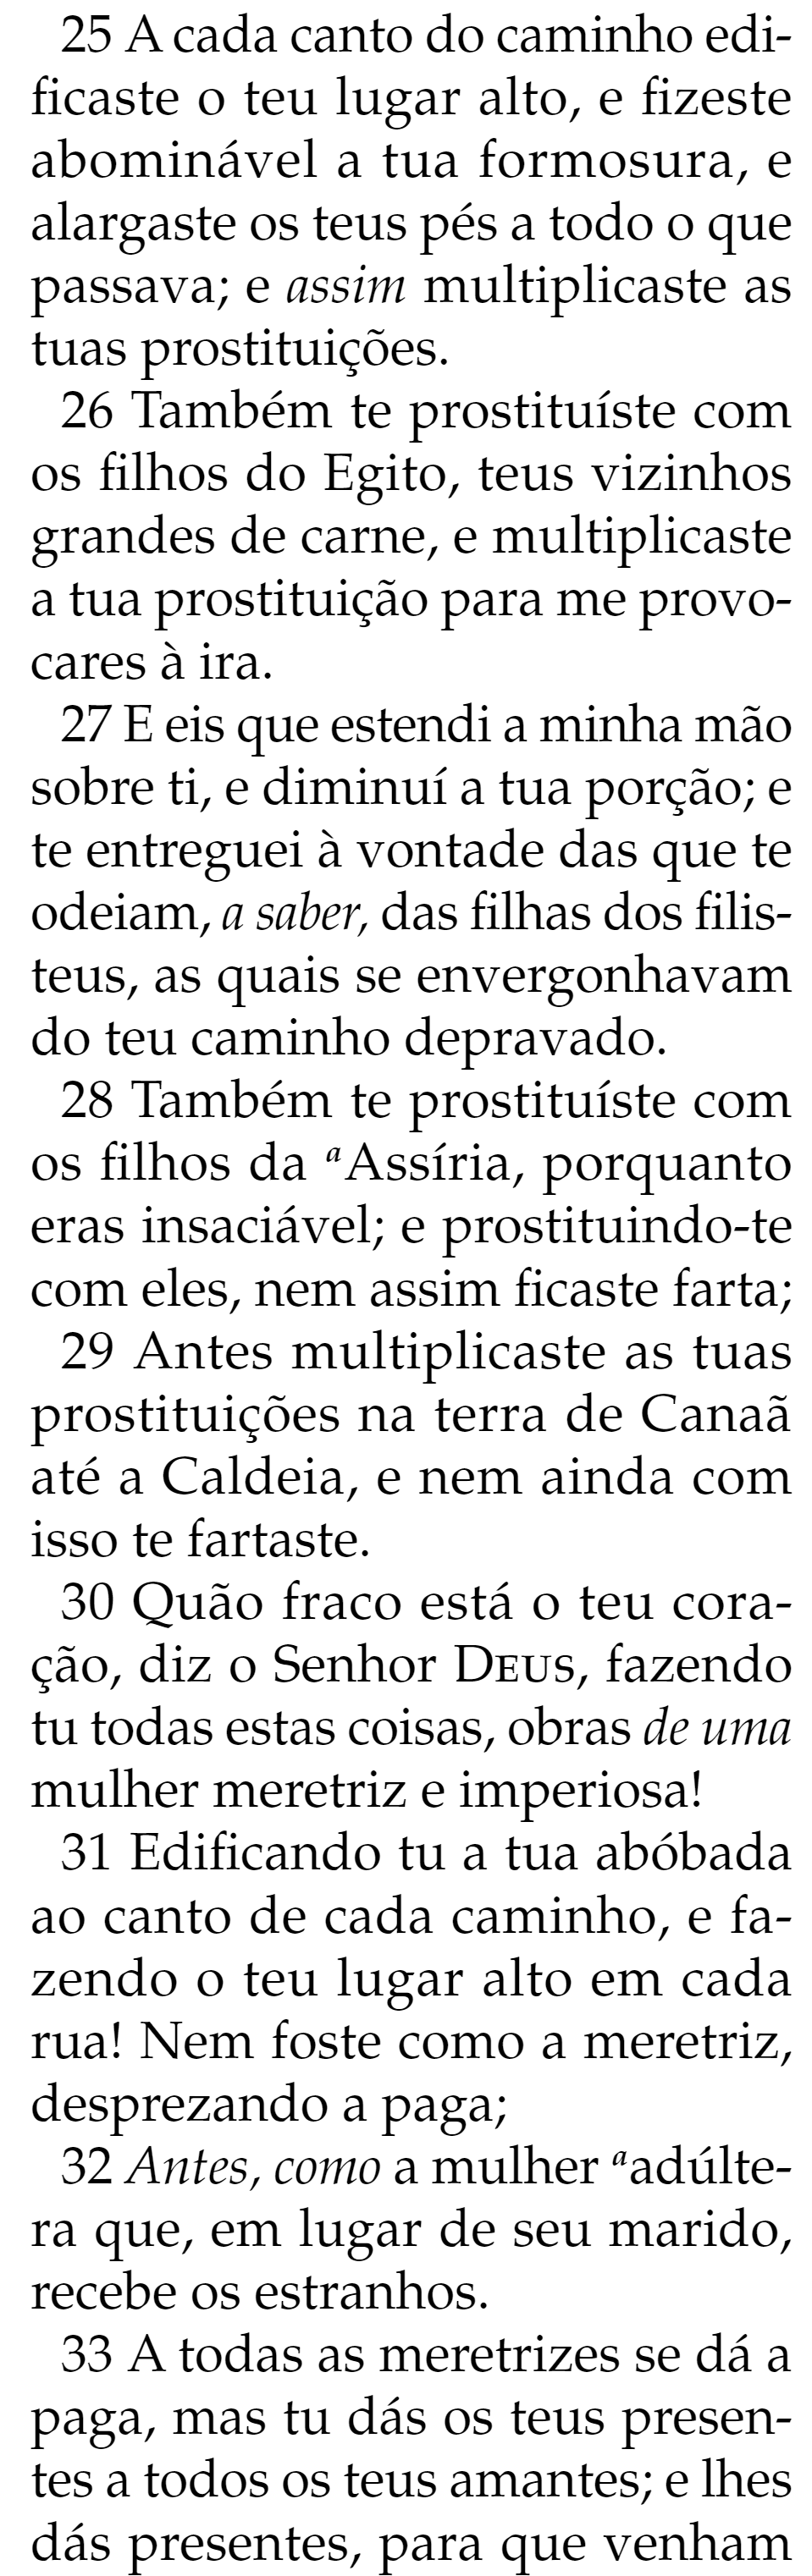 25 A cada canto do caminho edi-
ficaste o teu lugar alto, e fizeste
abominável a tua formosura, e
alargaste os teus pés a todo o que
passava; e assim multiplicaste as
tuas prostituições.
26 Também te prostituíste com
os filhos do Egito, teus vizinhos
grandes de carne, e multiplicaste
a tua prostituição para me provo-
cares à ira.
27 E eis que estendi a minha mão
sobre ti, e diminuí a tua porção; e
te entreguei à vontade das que te
odeiam, a saber, das filhas dos filis-
teus, as quais se envergonhavam
do teu caminho depravado.
28 Também te prostituíste com
os filhos da ᵃAssíria, porquanto
eras insaciável; e prostituindo-te
com eles, nem assim ficaste farta;
29 Antes multiplicaste as tuas
prostituições na terra de Canaã
até a Caldeia, e nem ainda com
isso te fartaste.
30 Quão fraco está o teu cora-
ção, diz o Senhor DEUS, fazendo
tu todas estas coisas, obras de uma
mulher meretriz e imperiosa!
31 Edificando tu a tua abóbada
ao canto de cada caminho, e fa-
zendo o teu lugar alto em cada
rua! Nem foste como a meretriz,
desprezando a paga;
32 Antes, como a mulher ᵃadúlte-
ra que, em lugar de seu marido,
recebe os estranhos.
33 A todas as meretrizes se dá a
paga, mas tu dás os teus presen-
tes a todos os teus amantes; e lhes
dás presentes, para que venham